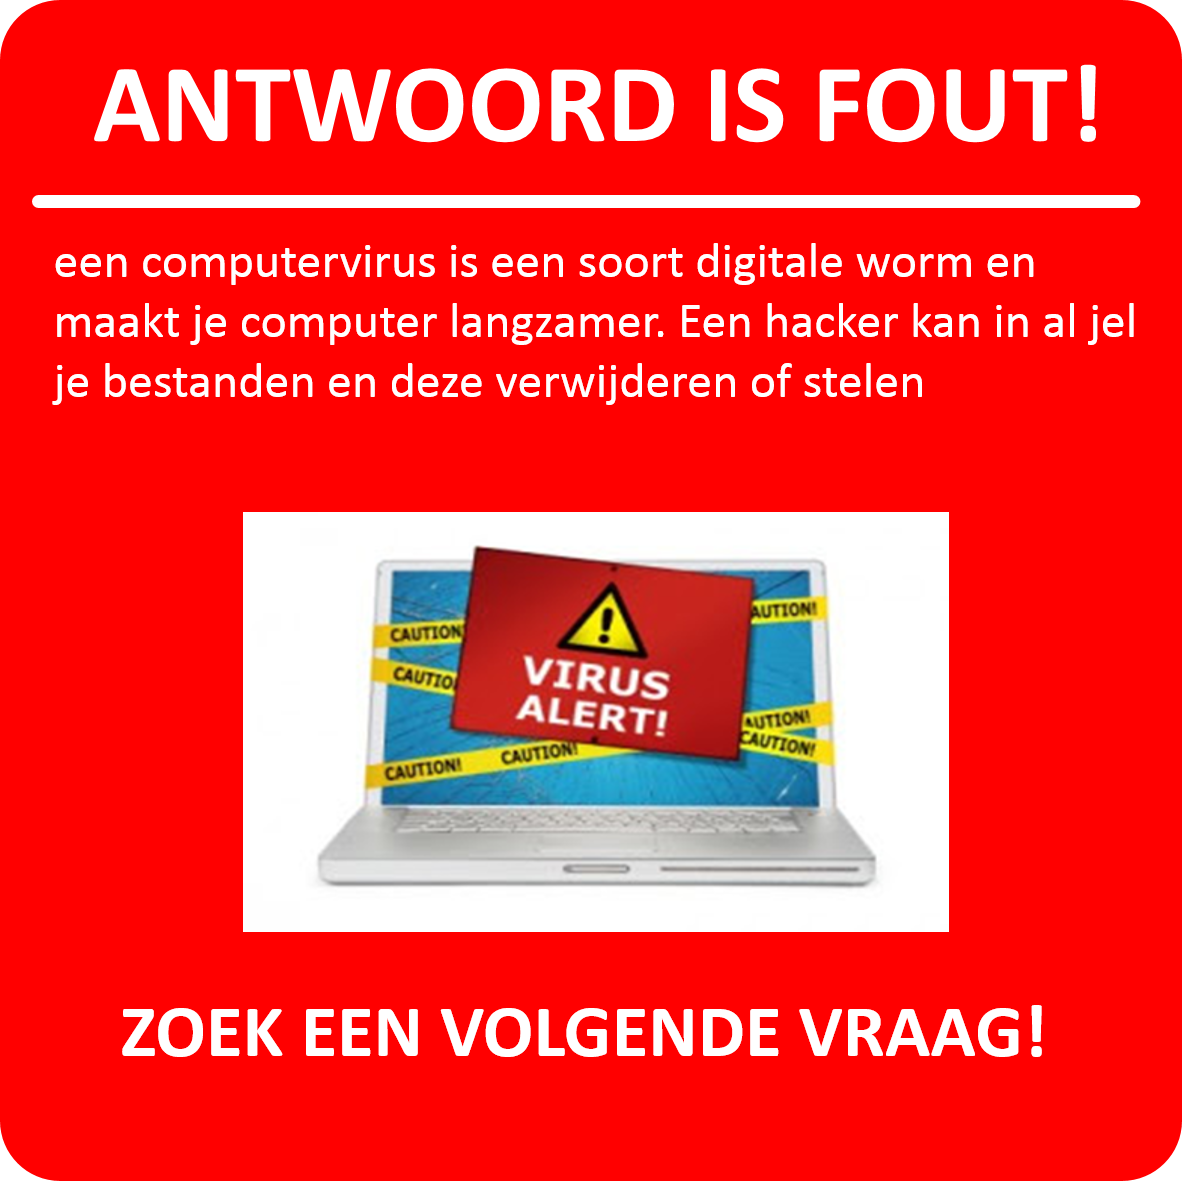 ANTWOORD IS FOUT!
een computervirus is een soort digitale worm en
maakt je computer langzamer. Een hacker kan in al jel
je bestanden en deze verwijderen of stelen
CAUTION!
CAUTION
CAUTIO
CAUTION!
CAUTION!
VIRUS
ALERT!
AUTION!
AUTION!
CAUTION!
ZOEK EEN VOLGENDE VRAAG!